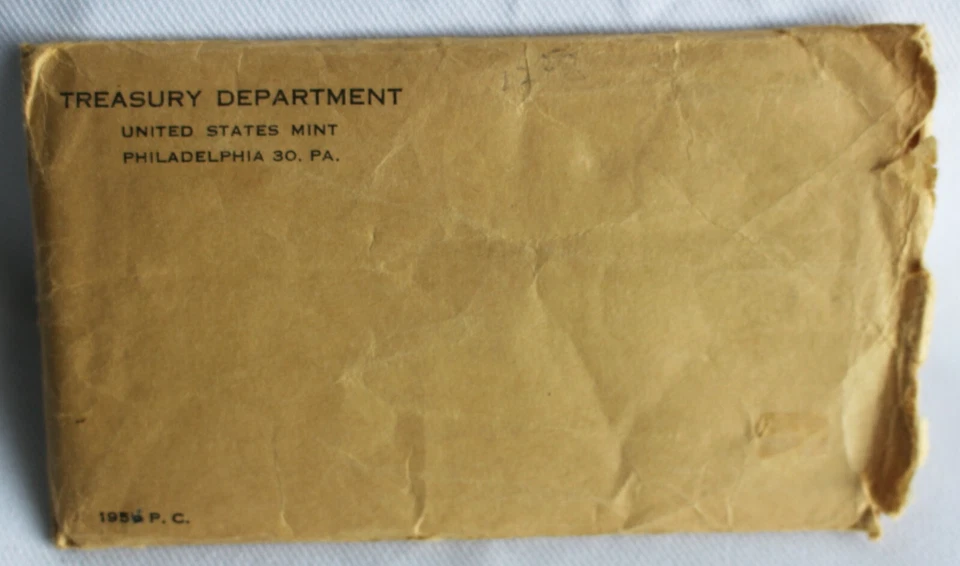 TREASURY DEPARTMENT
UNITED STATES MINT
PHILADELPHIA 30, PA.
P. C.